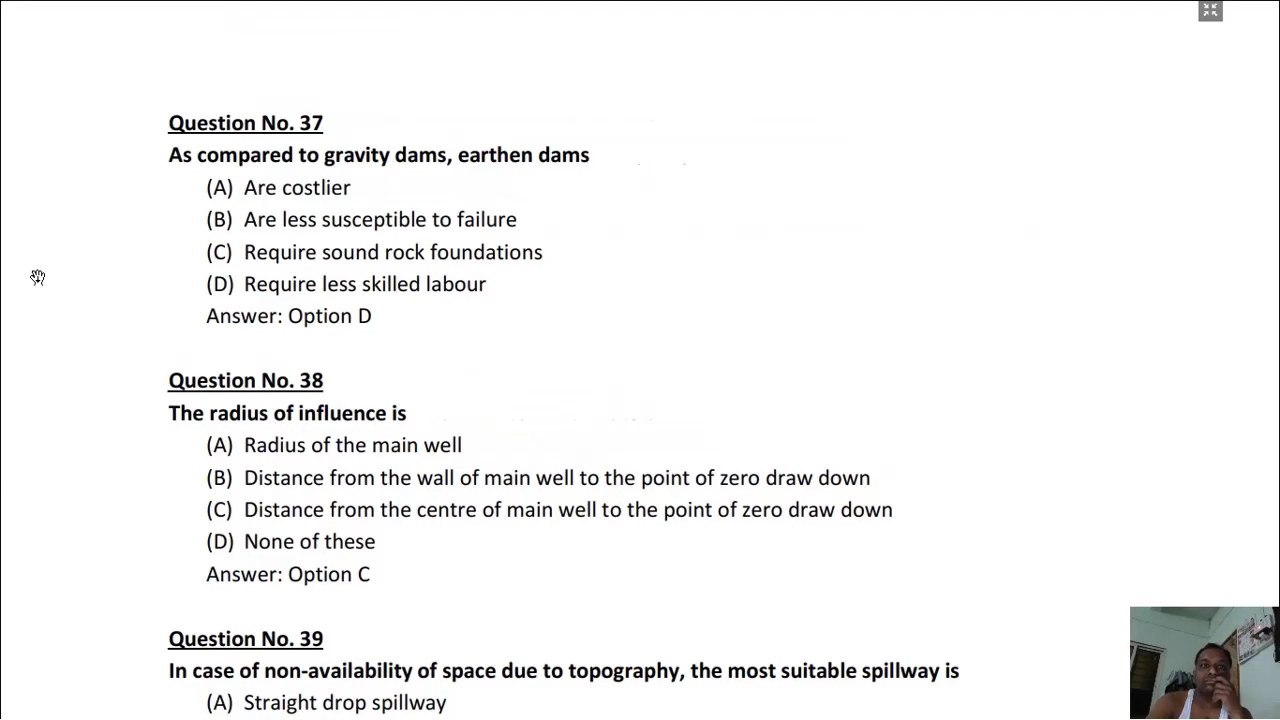 Question No. 37
As compared to gravity dams, earthen dams
(A) Are costlier
(B) Are less susceptible to failure
(C) Require sound rock foundations
(D) Require less skilled labour
Answer: Option D
Question No. 38
The radius of influence is
(A) Radius of the main well
(B) Distance from the wall of main well to the point of zero draw down
(C) Distance from the centre of main well to the point of zero draw down
(D) None of these
Answer: Option C
Question No. 39
In case of non-availability of space due to topography, the most suitable spillway is
(A) Straight drop spillway